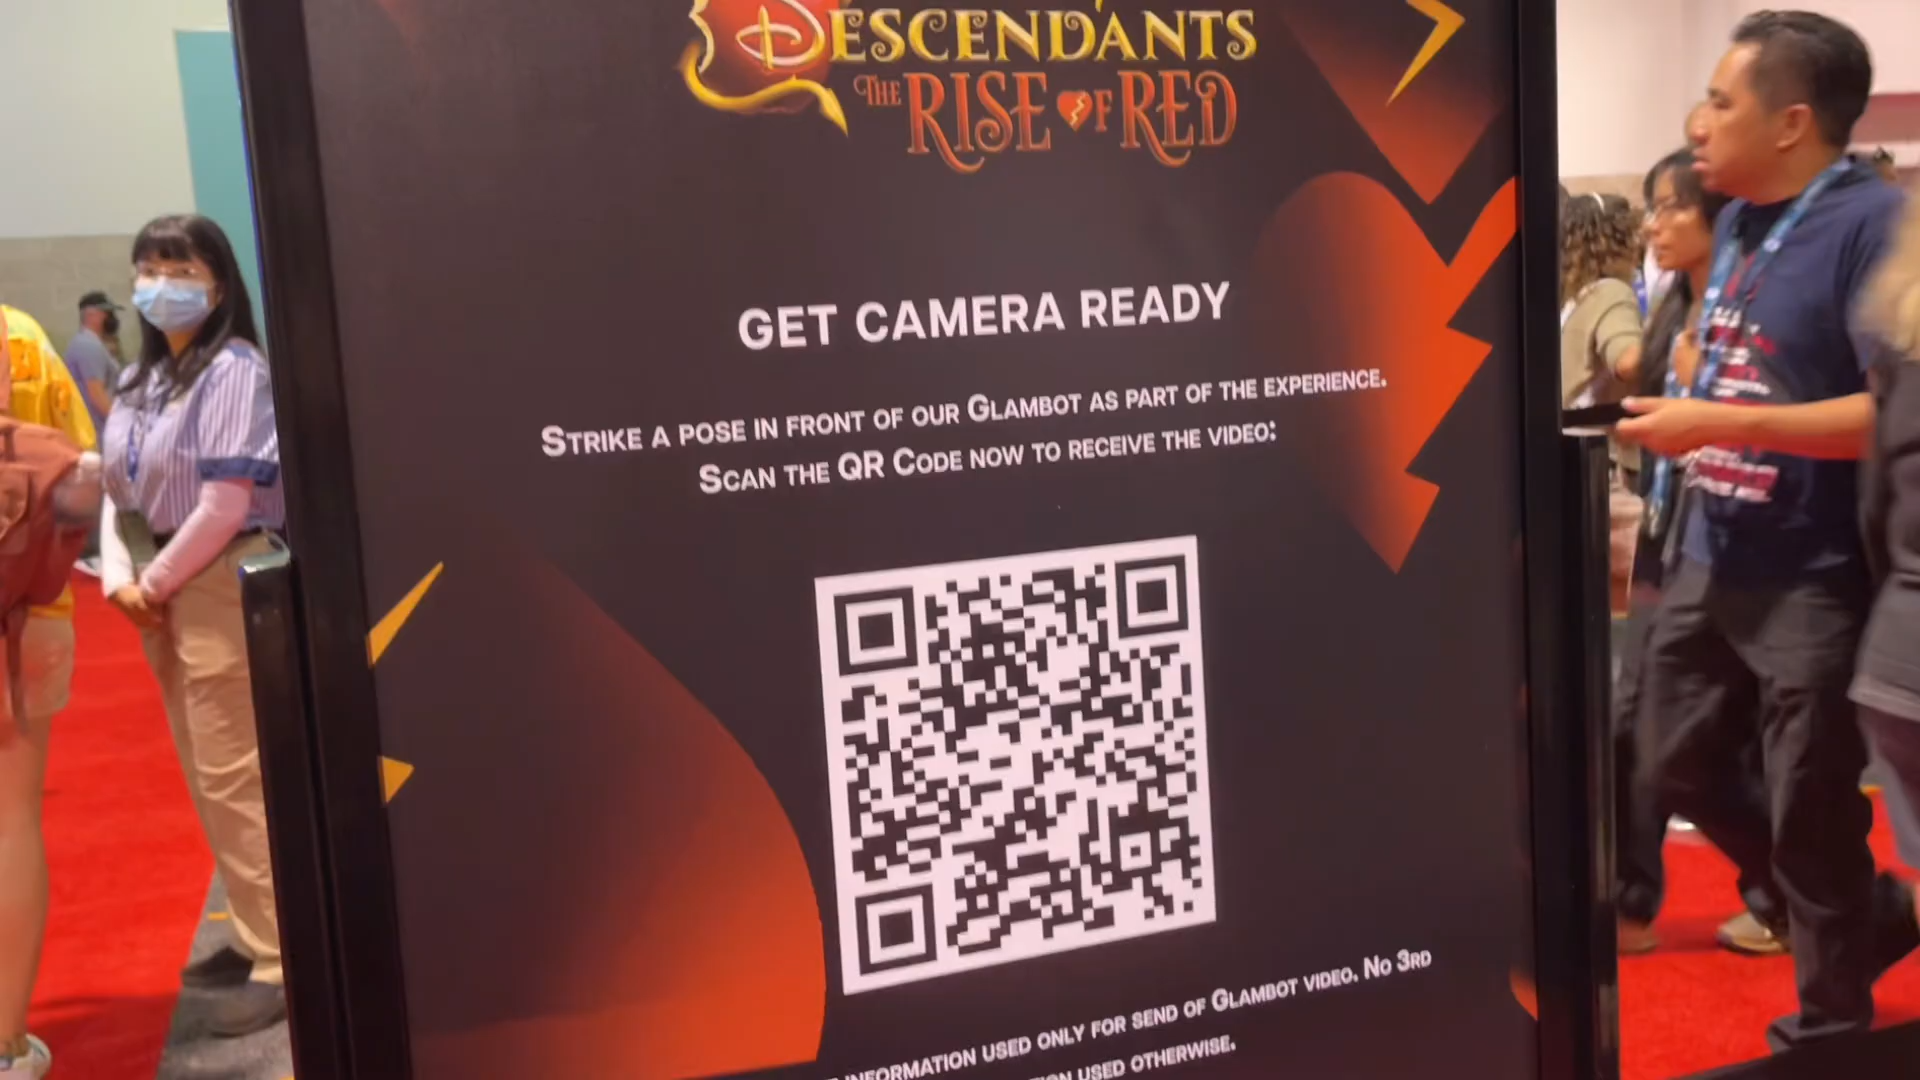 DESCENDANTS
THE RISE OF RED
GET CAMERA READY
STRIKE A POSE IN FRONT OF OUR GLAMBOT AS PART OF THE EXPERIENCE.
SCAN THE QR CODE NOW TO RECEIVE THE VIDEO:
INFORMATION USED ONLY FOR SEND OF GLAMBOT VIDEO. NO 3RD
USED OTHERWISE.